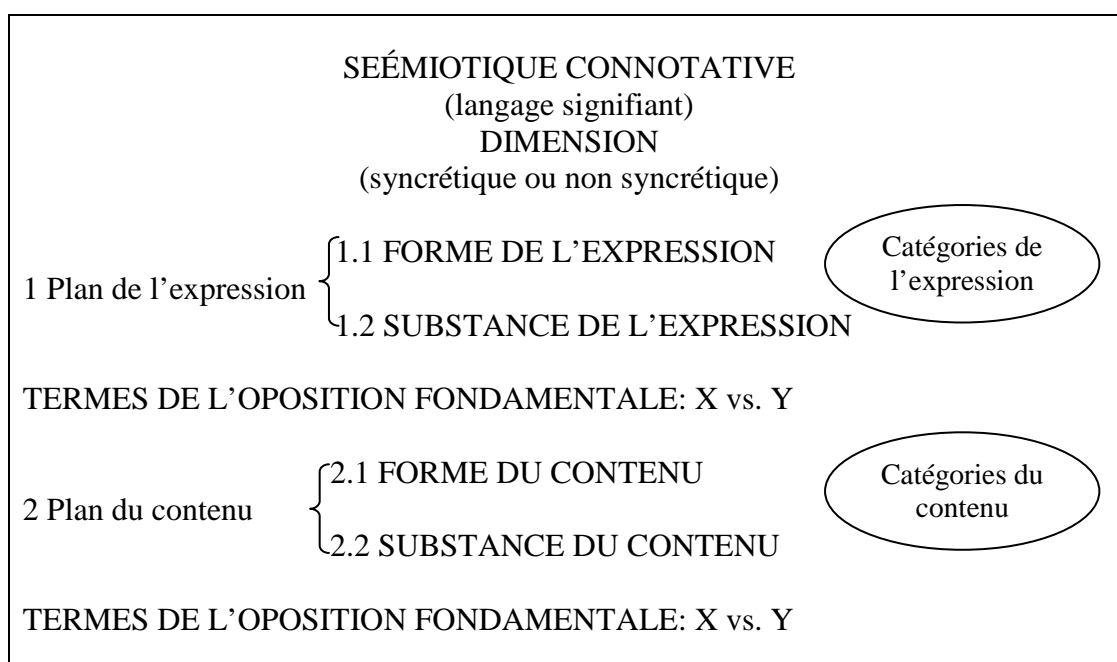 SEÉMIOTIQUE CONNOTATIVE
(langage signifiant)
DIMENSION
(syncrétique ou non syncrétique)
1 Plan de l’expression
1.1 FORME DE L’EXPRESSION
1.2 SUBSTANCE DE L’EXPRESSION
Catégories de
l’expression
TERMES DE L’OPOSITION FONDAMENTALE: X vs. Y
2 Plan du contenu
2.1 FORME DU CONTENU
2.2 SUBSTANCE DU CONTENU
Catégories du
contenu
TERMES DE L’OPOSITION FONDAMENTALE: X vs. Y